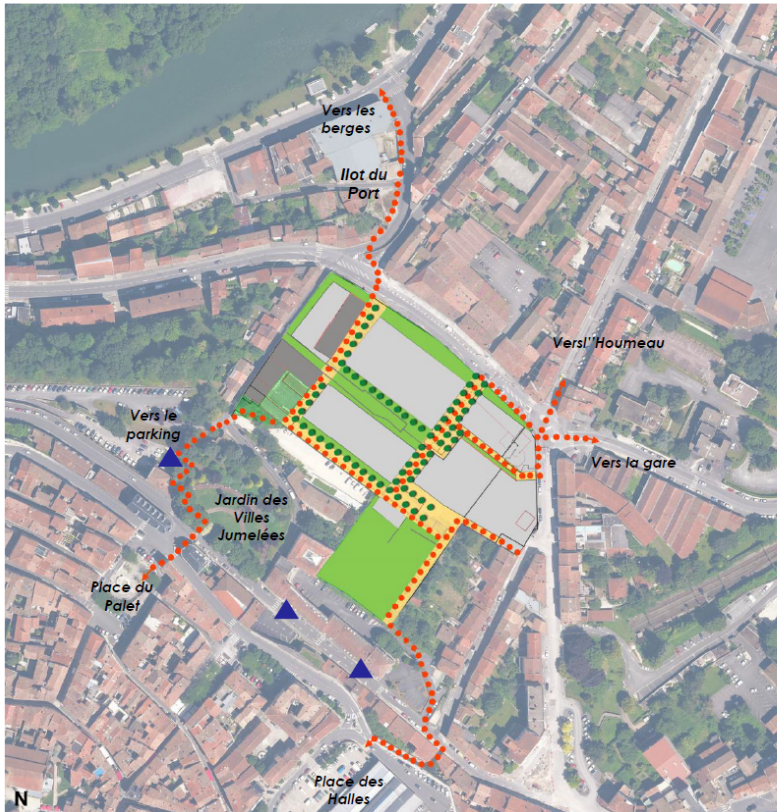 Vers les
berges
Ilot du
Port
Versl''Houmeau
Vers le
parking
Vers la gare
Jardin des
Villes
Jumelées
Place du
Palet
Place des
Halles
N